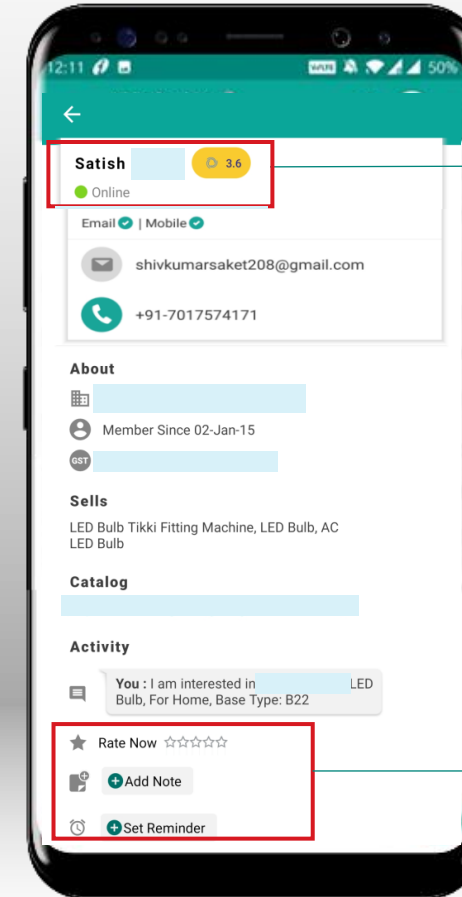 12:11
50%
Satish
3.6
Online
Email | Mobile
shivkumarsaket208@gmail.com
+91-7017574171
About
Member Since 02-Jan-15
GST
Sells
LED Bulb Tikki Fitting Machine, LED Bulb, AC
LED Bulb
Catalog
Activity
You : I am interested in LED
Bulb, For Home, Base Type: B22
Rate Now
Add Note
Set Reminder